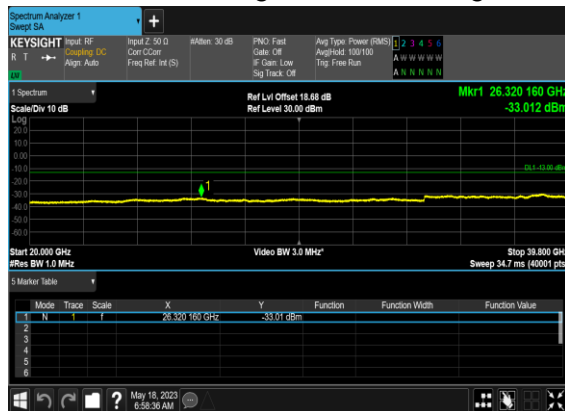 Spectrum Analyzer 1
Swept SA
+
KEYSIGHT Input: RF Input Z: 50 Ω #Atten: 30 dB PNO: Fast Avg Type: Power (RMS) 1 2 3 4 5 6
R T Coupling: DC Corr CCorr Gate: Off Avg|Hold: 100/100 A W W W W W
Align: Auto Freq Ref: Int (S) IF Gain: Low Trig: Free Run
LW Sig Track: Off A N N N N N
1 Spectrum Ref Lvl Offset 18.68 dB Mkr1 26.320 160 GHz
Scale/Div 10 dB Ref Level 30.00 dBm -33.012 dBm
Log
20.0
10.0
0.00
-10.0 DL1 -13.00 dBm
-20.0 1
-30.0
-40.0
-50.0
-60.0
Start 20.000 GHz Video BW 3.0 MHz* Stop 39.800 GHz
#Res BW 1.0 MHz Sweep 34.7 ms (40001 pts
5 Marker Table
Mode Trace Scale X Y Function Function Width Function Value
1 N 1 f 26.320 160 GHz -33.01 dBm
2
3
4
5
6
? May 18, 2023
6:58:36 AM